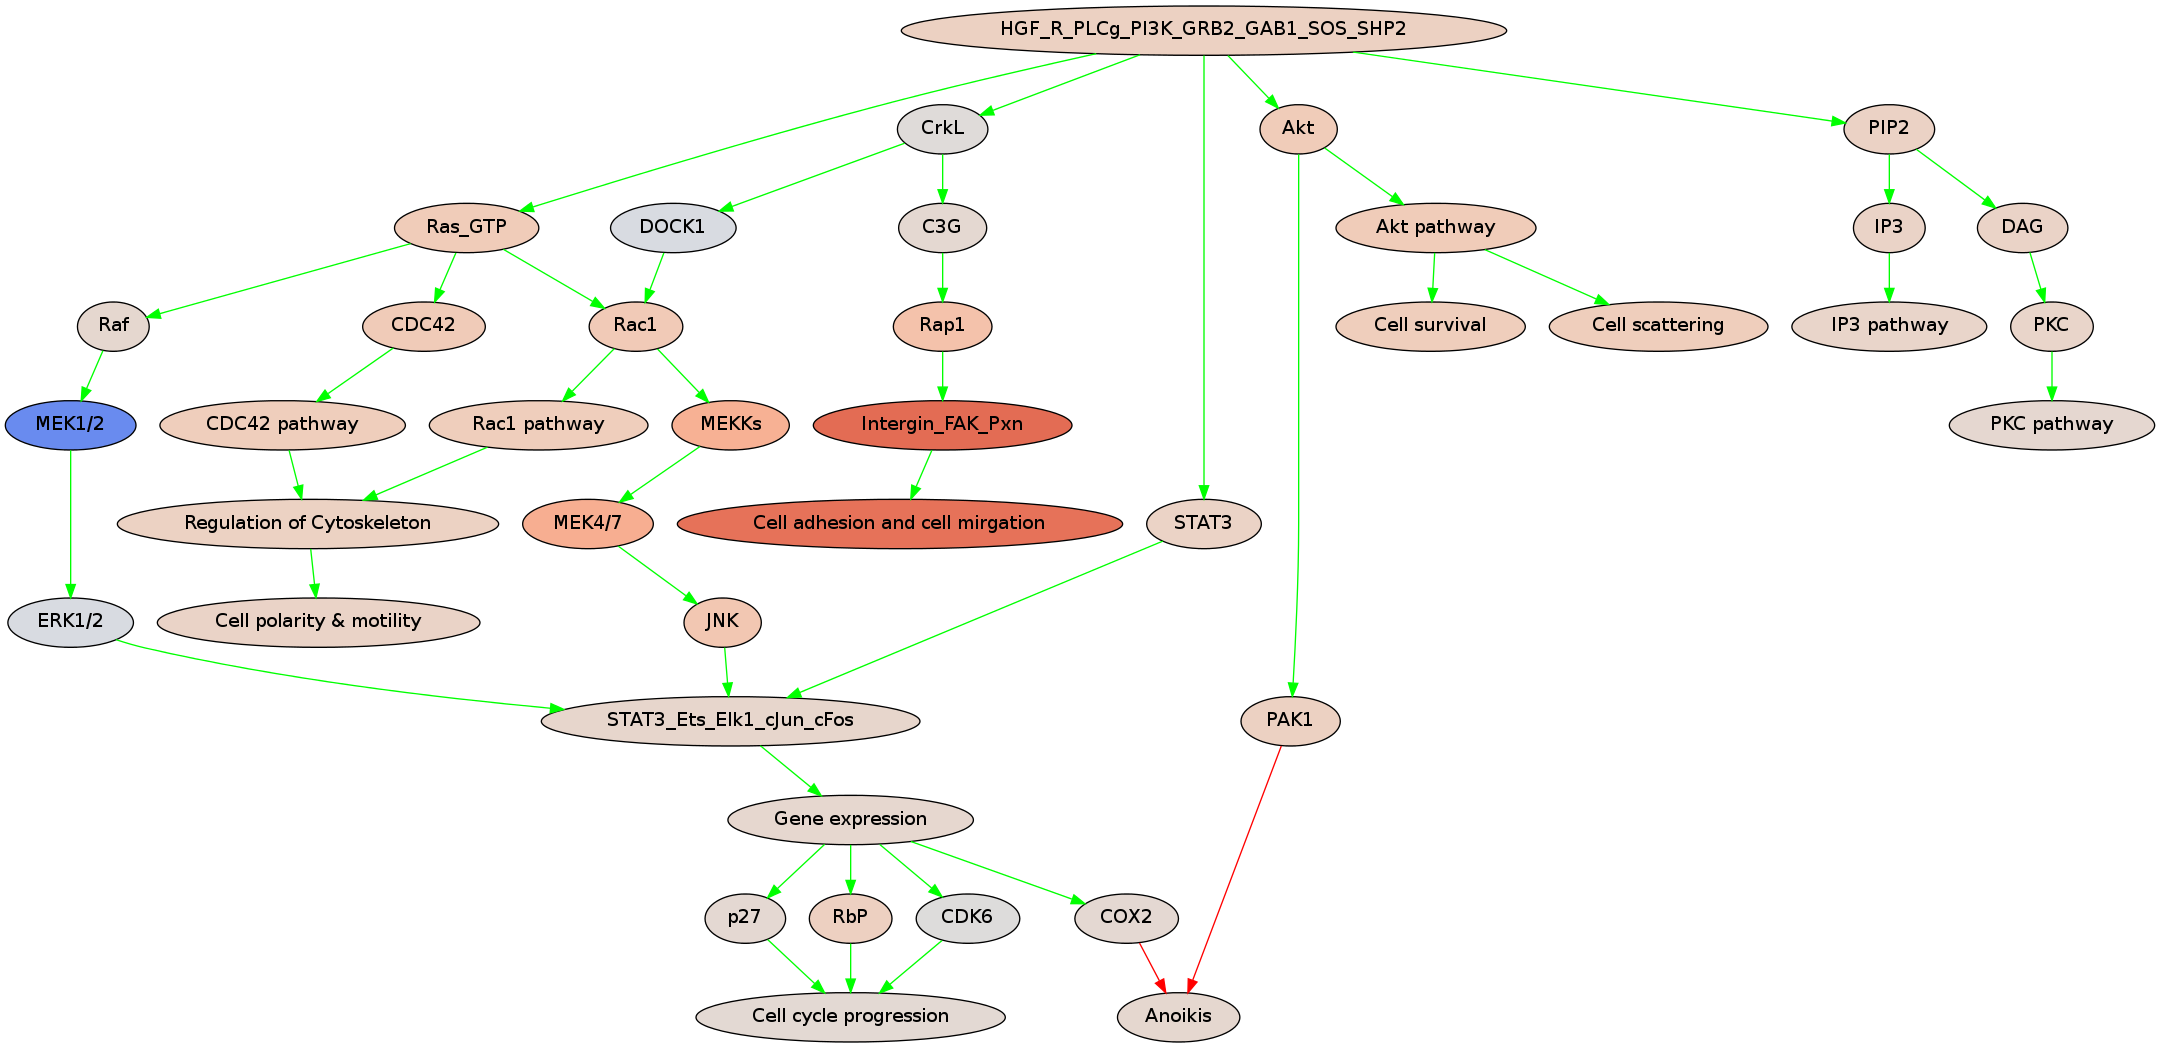 HGF_R_PLCg_PI3K_GRB2_GAB1_SOS_SHP2
CrkL
Akt
PIP2
Ras_GTP
DOCK1
C3G
Akt pathway
IP3
DAG
Raf
CDC42
Rac1
Rap1
Cell survival
Cell scattering
IP3 pathway
PKC
MEK1/2
CDC42 pathway
Rac1 pathway
MEKKs
Intergin_FAK_Pxn
PKC pathway
Regulation of Cytoskeleton
MEK4/7
Cell adhesion and cell mirgation
STAT3
ERK1/2
Cell polarity & motility
JNK
STAT3_Ets_Elk1_cJun_cFos
PAK1
Gene expression
p27
RbP
CDK6
COX2
Cell cycle progression
Anoikis